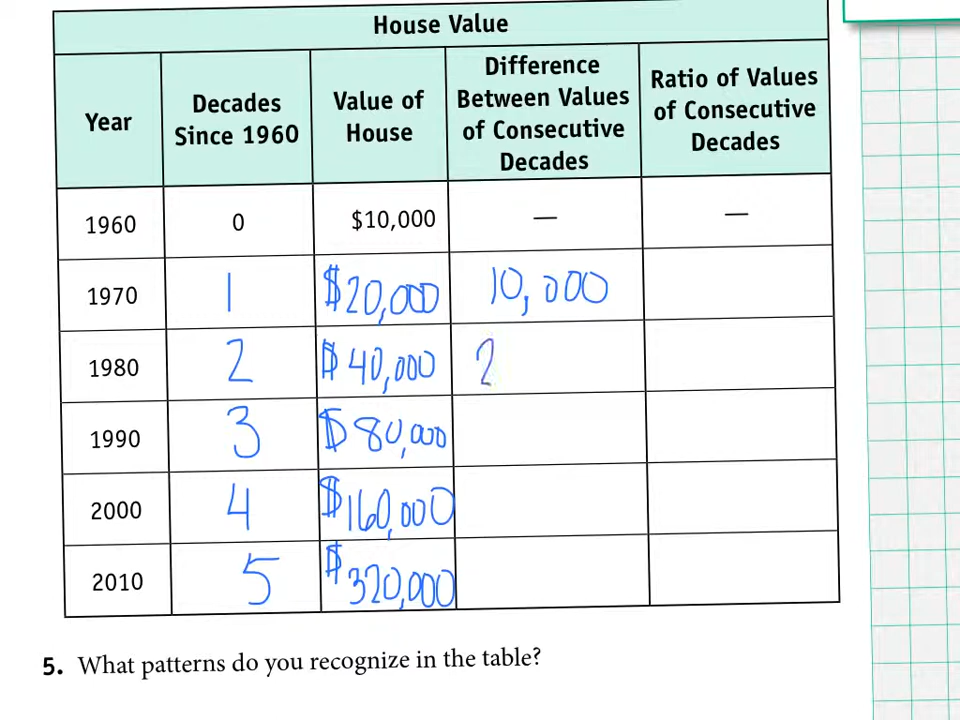 House Value
Year
Decades
Since 1960
Value of
House
Difference
Between Values
of Consecutive
Decades
Ratio of Values
of Consecutive
Decades
1960 0 $10,000 — —
1970 1 $20,000 10,000
1980 2 $40,000 2
1990 3 $80,000
2000 4 $160,000
2010 5 $320,000
5. What patterns do you recognize in the table?